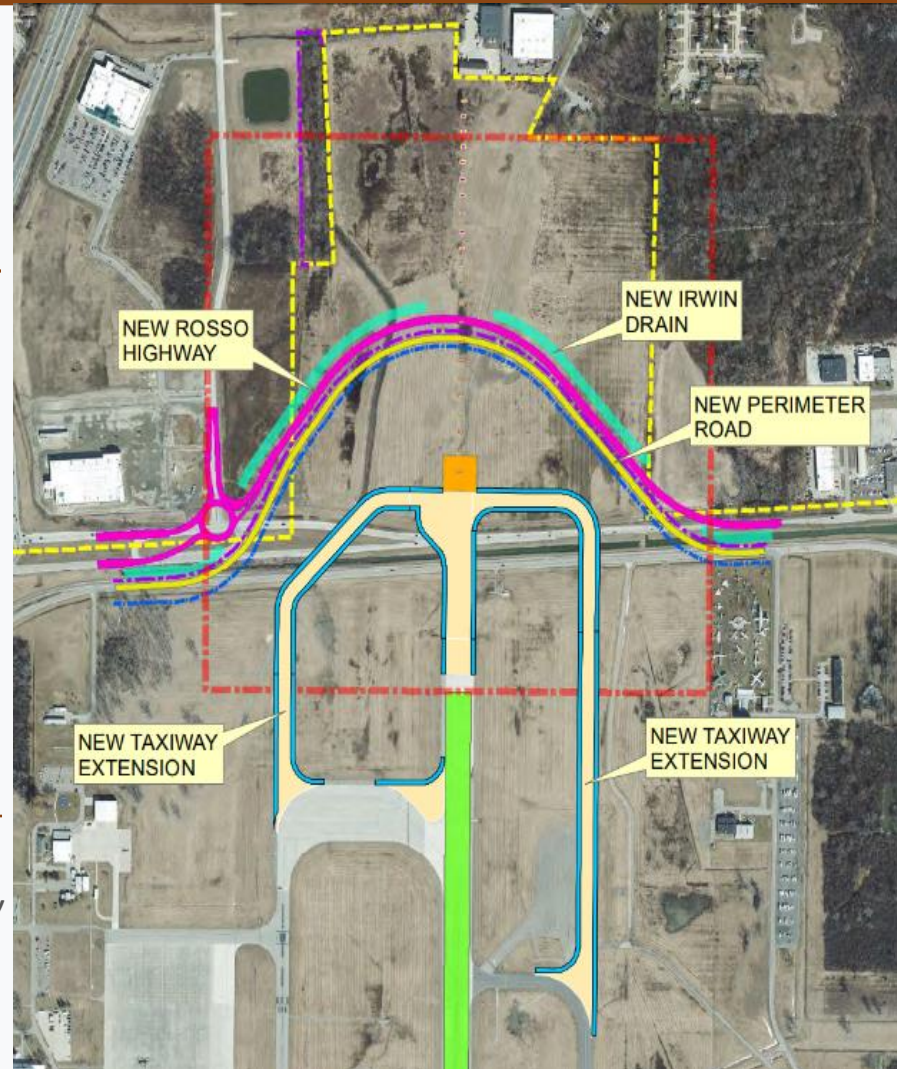 NEW ROSSO
HIGHWAY
NEW IRWIN
DRAIN
NEW PERIMETER
ROAD
NEW TAXIWAY
EXTENSION
NEW TAXIWAY
EXTENSION